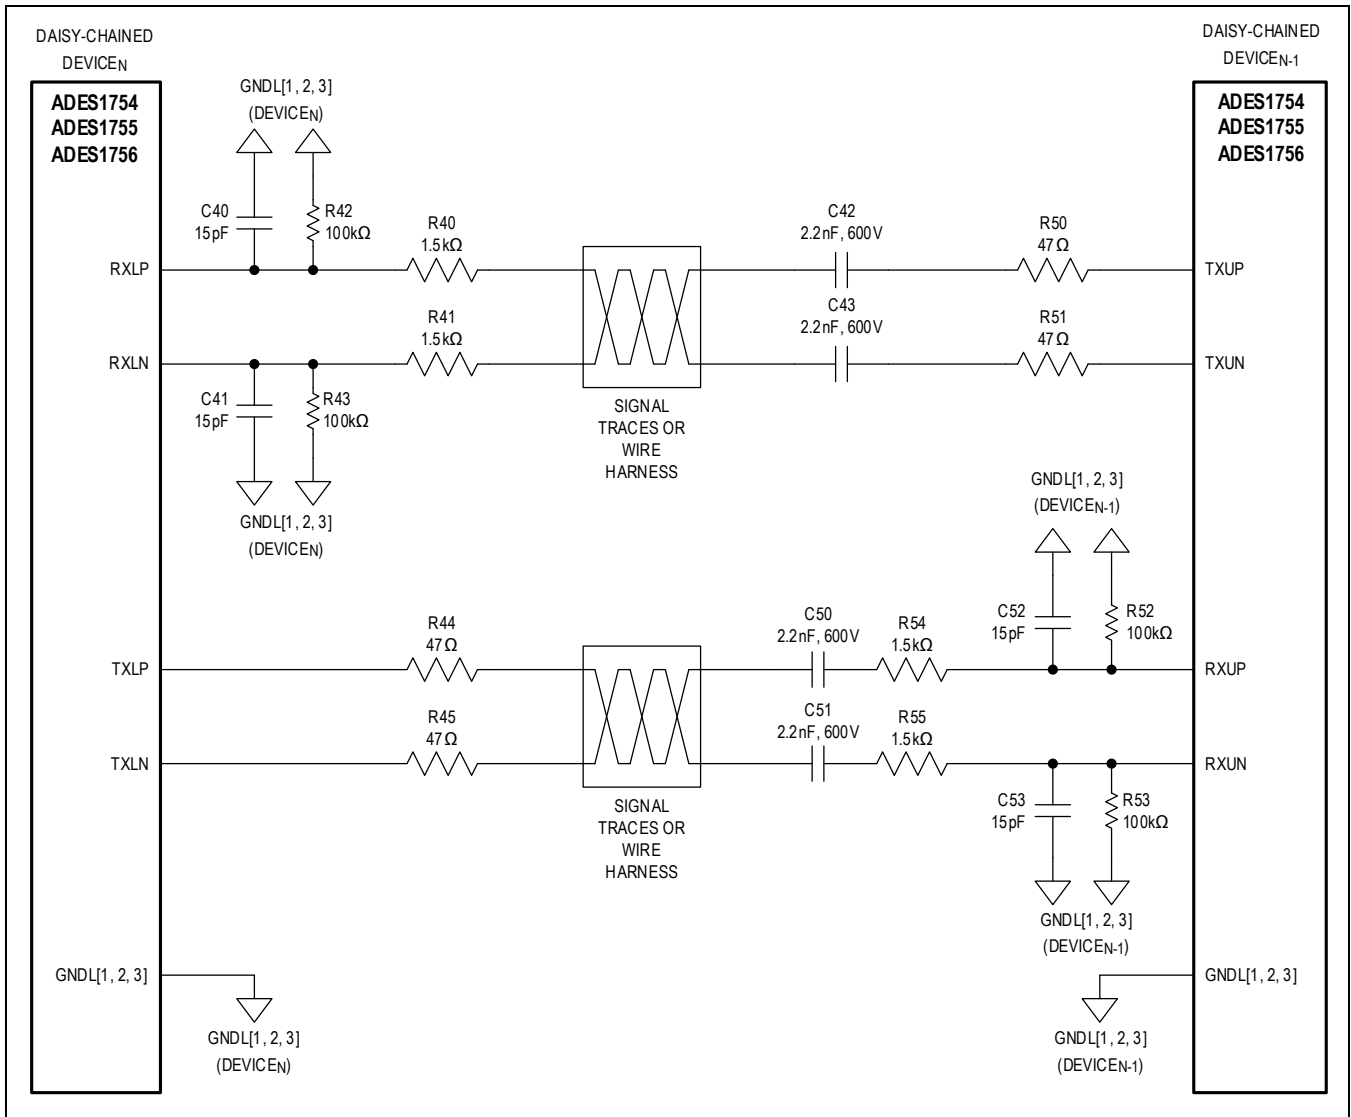 DAISY-CHAINED
DEVICEN
DAISY-CHAINED
DEVICEN-1
ADES1754
ADES1755
ADES1756
GNDL[1, 2, 3]
(DEVICEN)
ADES1754
ADES1755
ADES1756
C40
15pF
R42
100kΩ
R40
1.5kΩ
C42
2.2nF, 600V
R50
47Ω
RXLP
TXUP
R41
1.5kΩ
C43
2.2nF, 600V
R51
47Ω
RXLN
TXUN
C41
15pF
R43
100kΩ
SIGNAL
TRACES OR
WIRE
HARNESS
GNDL[1, 2, 3]
(DEVICEN)
GNDL[1, 2, 3]
(DEVICEN-1)
R44
47Ω
C50
2.2nF, 600V
R54
1.5kΩ
C52
15pF
R52
100kΩ
TXLP
RXUP
R45
47Ω
C51
2.2nF, 600V
R55
1.5kΩ
TXLN
RXUN
SIGNAL
TRACES OR
WIRE
HARNESS
C53
15pF
R53
100kΩ
GNDL[1, 2, 3]
(DEVICEN-1)
GNDL[1, 2, 3]
GNDL[1, 2, 3]
(DEVICEN)
GNDL[1, 2, 3]
GNDL[1, 2, 3]
(DEVICEN-1)